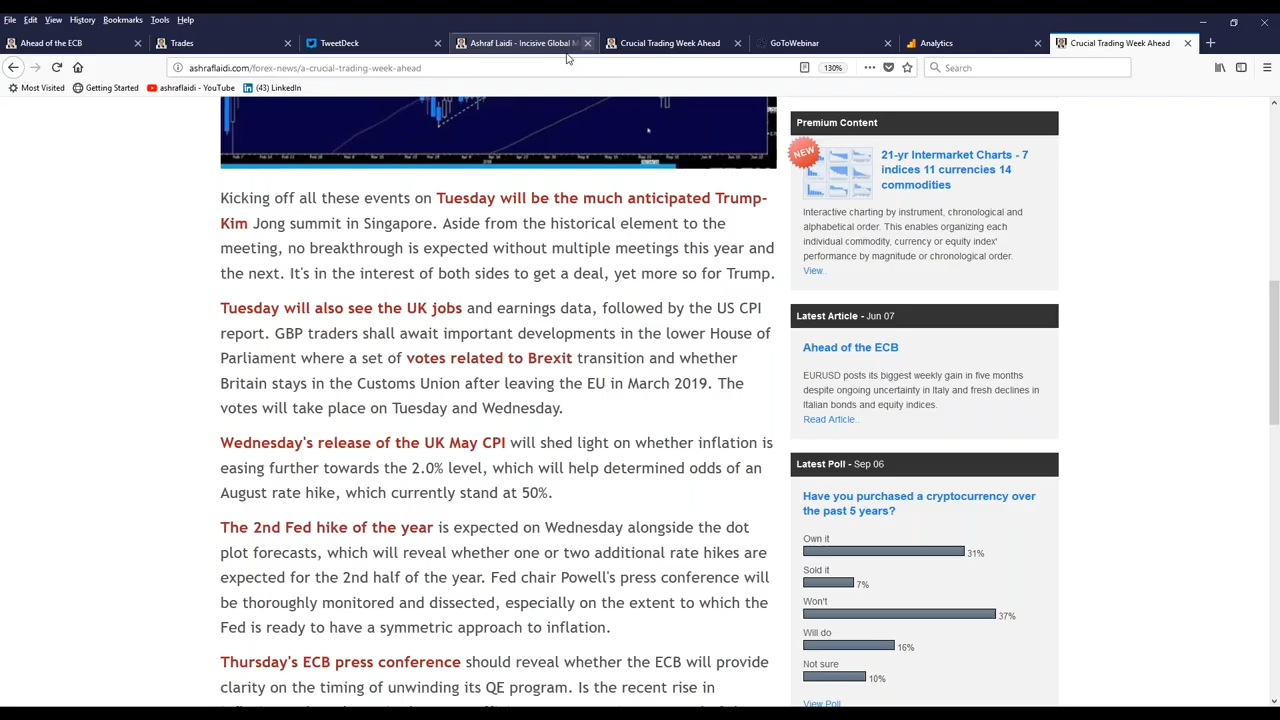 File Edit View History Bookmarks Tools Help
Ahead of the ECB
Trades
TweetDeck
Ashraf Laidi - Incisive Global M
Crucial Trading Week Ahead
GoToWebinar
Analytics
Crucial Trading Week Ahead
ashraflaidi.com/forex-news/a-crucial-trading-week-ahead
130%
Search
Most Visited
Getting Started
ashraflaidi - YouTube
(43) LinkedIn
Kicking off all these events on Tuesday will be the much anticipated Trump-
Kim Jong summit in Singapore. Aside from the historical element to the
meeting, no breakthrough is expected without multiple meetings this year and
the next. It's in the interest of both sides to get a deal, yet more so for Trump.
Tuesday will also see the UK jobs and earnings data, followed by the US CPI
report. GBP traders shall await important developments in the lower House of
Parliament where a set of votes related to Brexit transition and whether
Britain stays in the Customs Union after leaving the EU in March 2019. The
votes will take place on Tuesday and Wednesday.
Wednesday's release of the UK May CPI will shed light on whether inflation is
easing further towards the 2.0% level, which will help determined odds of an
August rate hike, which currently stand at 50%.
The 2nd Fed hike of the year is expected on Wednesday alongside the dot
plot forecasts, which will reveal whether one or two additional rate hikes are
expected for the 2nd half of the year. Fed chair Powell's press conference will
be thoroughly monitored and dissected, especially on the extent to which the
Fed is ready to have a symmetric approach to inflation.
Thursday's ECB press conference should reveal whether the ECB will provide
clarity on the timing of unwinding its QE program. Is the recent rise in
Premium Content
NEW
21-yr Intermarket Charts - 7
indices 11 currencies 14
commodities
Interactive charting by instrument, chronological and
alphabetical order. This enables organizing each
individual commodity, currency or equity index'
performance by magnitude or chronological order.
View..
Latest Article - Jun 07
Ahead of the ECB
EURUSD posts its biggest weekly gain in five months
despite ongoing uncertainty in Italy and fresh declines in
Italian bonds and equity indices.
Read Article..
Latest Poll - Sep 06
Have you purchased a cryptocurrency over
the past 5 years?
Own it
31%
Sold it
7%
Won't
37%
Will do
16%
Not sure
10%
View Poll